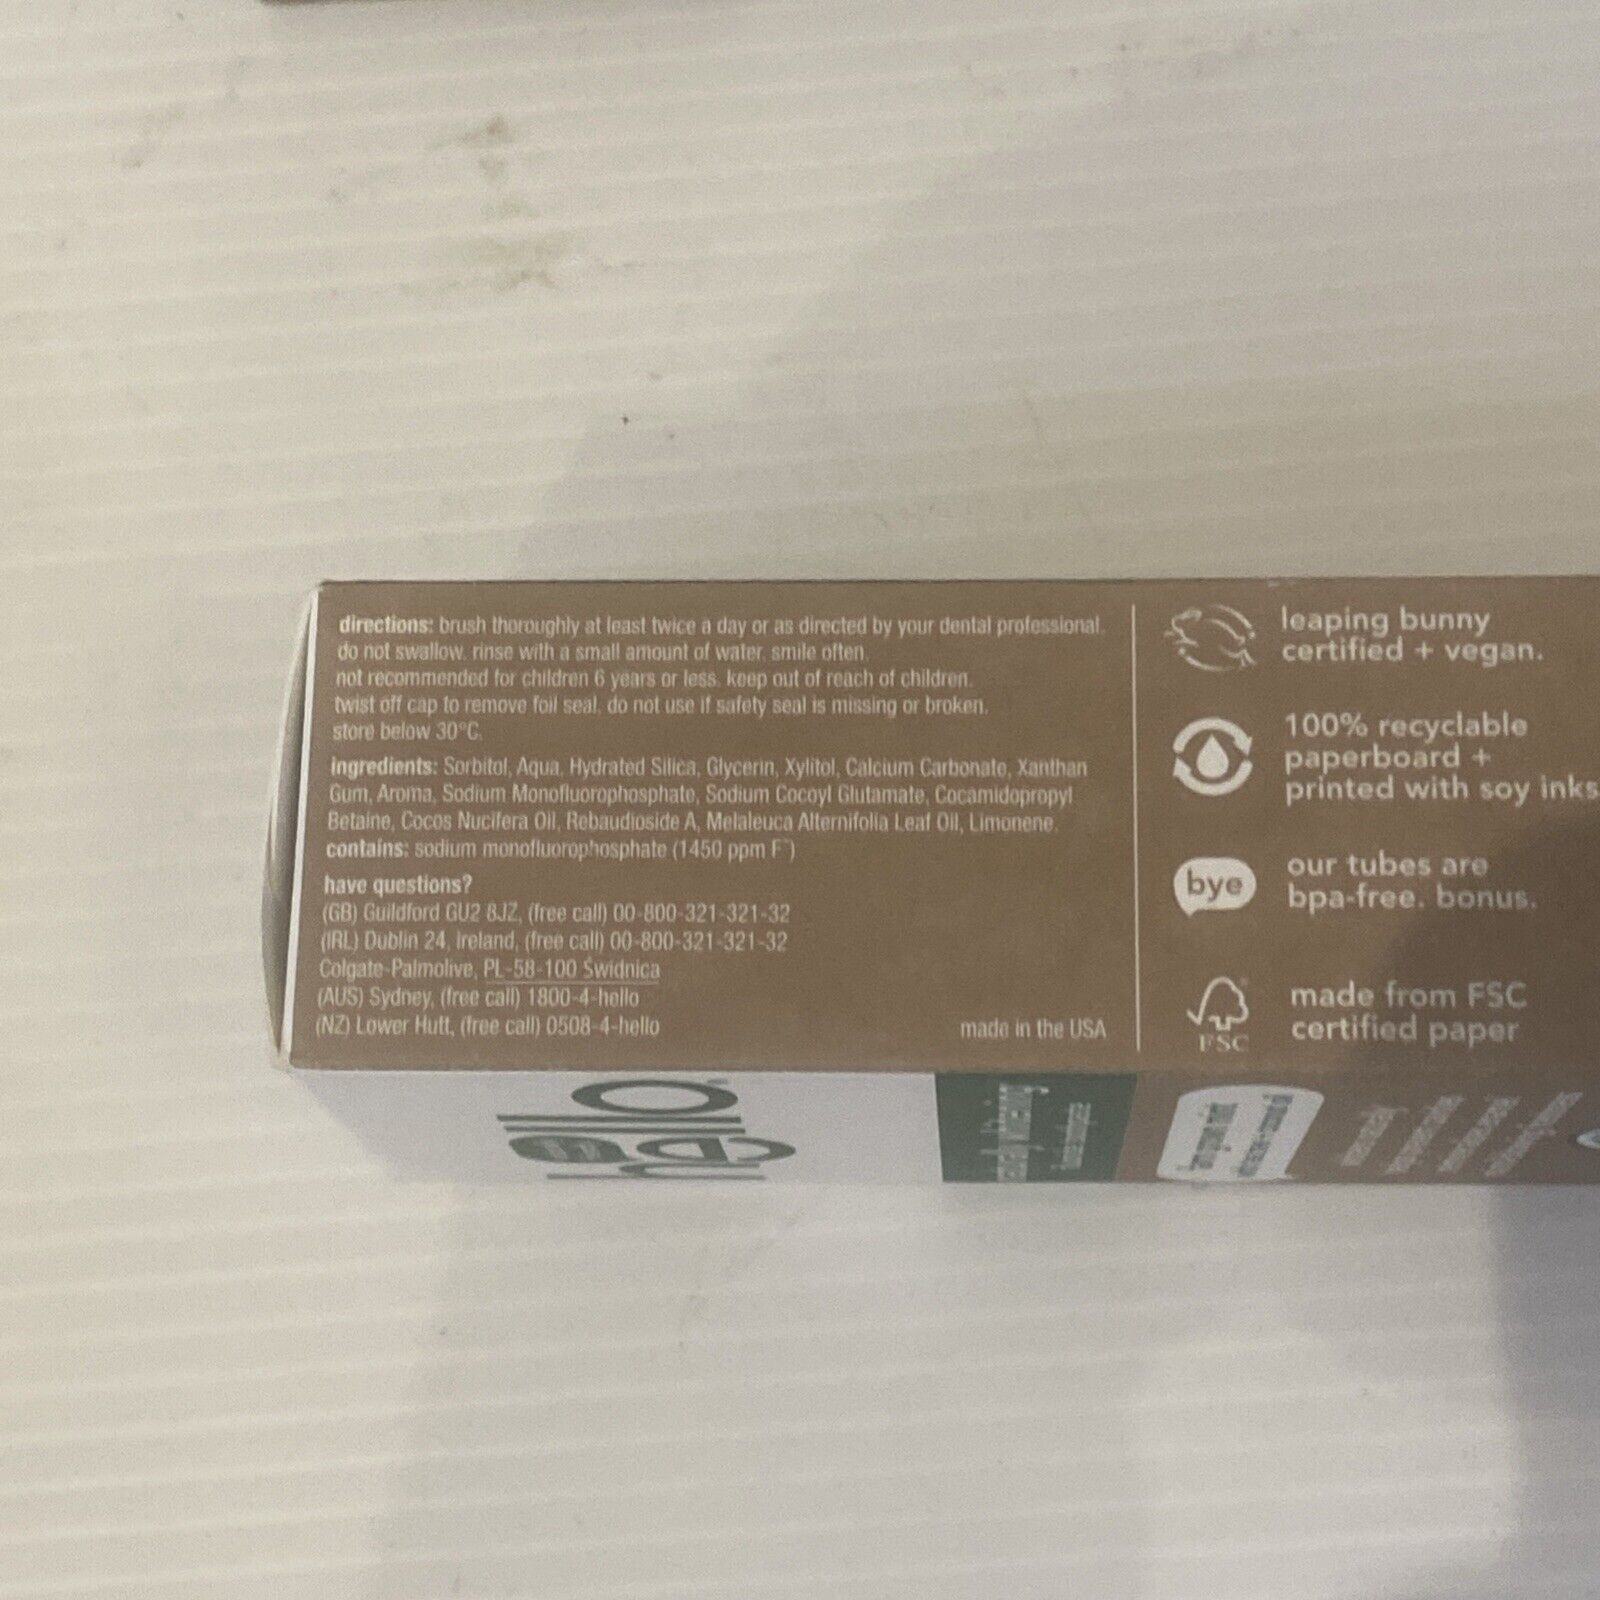 directions: brush thoroughly at least twice a day or as directed by your dental professional.
do not swallow. rinse with a small amount of water. smile often.
not recommended for children 6 years or less. keep out of reach of children.
twist off cap to remove foil seal. do not use if safety seal is missing or broken.
store below 30°C.
ingredients: Sorbitol, Aqua, Hydrated Silica, Glycerin, Xylitol, Calcium Carbonate, Xanthan
Gum, Aroma, Sodium Monofluorophosphate, Sodium Cocoyl Glutamate, Cocamidopropyl
Betaine, Cocos Nucifera Oil, Rebaudioside A, Melaleuca Alternifolia Leaf Oil, Limonene.
contains: sodium monofluorophosphate (1450 ppm F⁻)
have questions?
(GB) Guildford GU2 8JZ, (free call) 00-800-321-321-32
(IRL) Dublin 24, Ireland, (free call) 00-800-321-321-32
Colgate-Palmolive, PL-58-100 Świdnica
(AUS) Sydney, (free call) 1800-4-hello
(NZ) Lower Hutt, (free call) 0508-4-hello
made in the USA
leaping bunny
certified + vegan.
100% recyclable
paperboard +
printed with soy inks
bye
our tubes are
bpa-free. bonus.
FSC
made from FSC
certified paper
hello